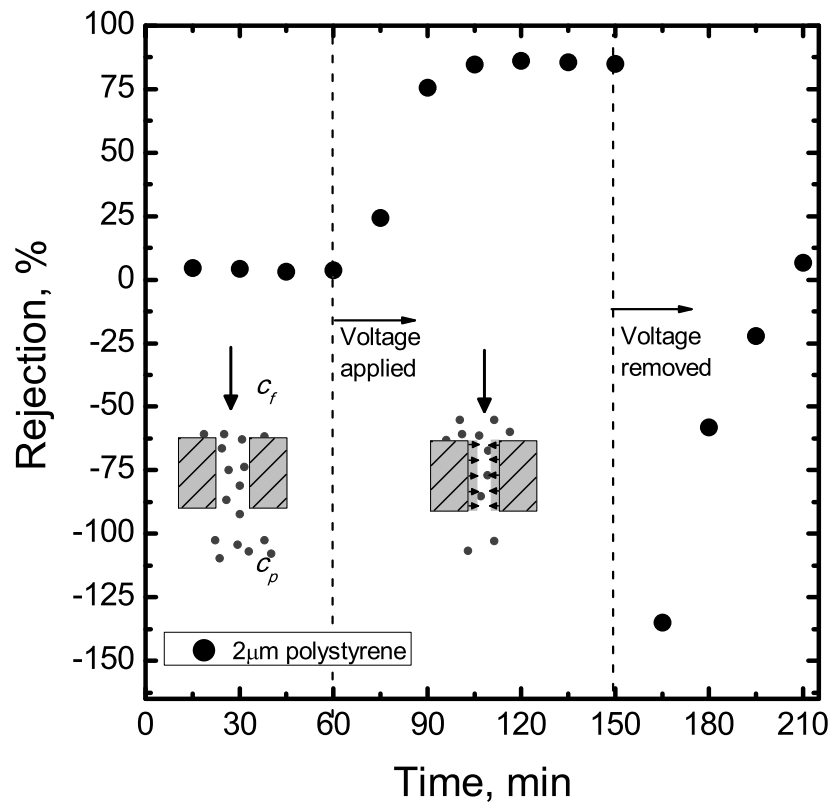 100
75
50
25
0
-25
-50
-75
-100
-125
-150
Rejection, %
Voltage
applied
Voltage
removed
c_f
c_p
2μm polystyrene
0 30 60 90 120 150 180 210
Time, min